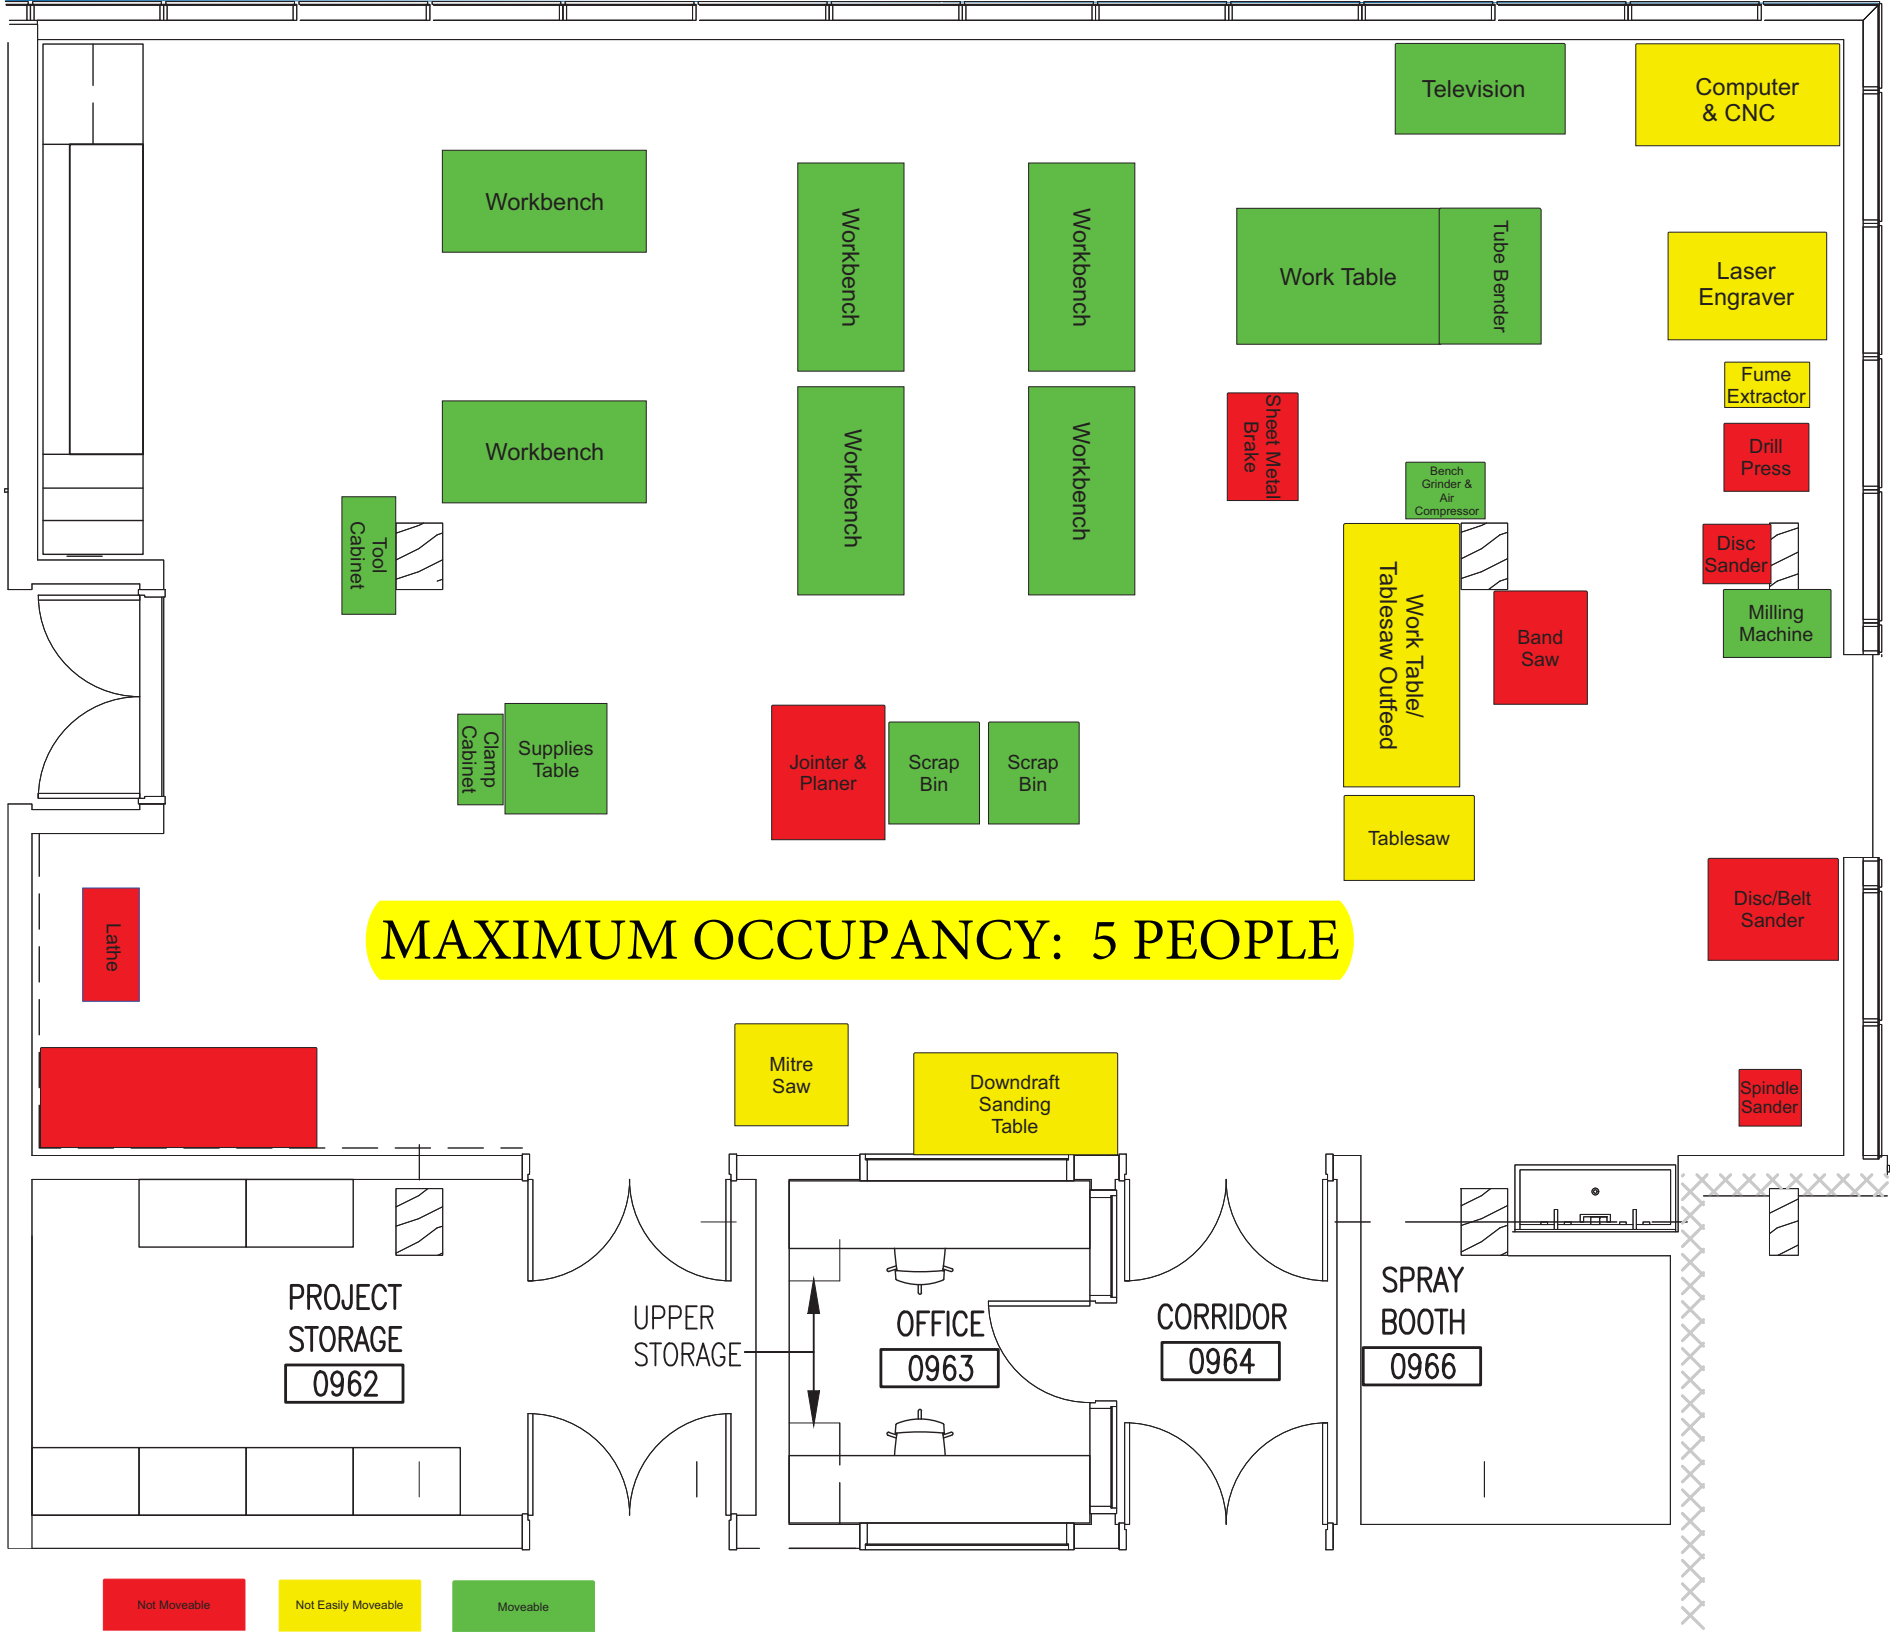 Television
Computer
& CNC
Workbench
Workbench
Workbench
Work Table
Tube Bender
Laser
Engraver
Fume
Extractor
Workbench
Workbench
Workbench
Sheet Metal
Brake
Drill
Press
Bench
Grinder &
Air
Compressor
Tool
Cabinet
Disc
Sander
Work Table/
Tablesaw Outfeed
Band
Saw
Milling
Machine
Clamp
Cabinet
Supplies
Table
Jointer &
Planer
Scrap
Bin
Scrap
Bin
Tablesaw
Disc/Belt
Sander
Lathe
MAXIMUM OCCUPANCY: 5 PEOPLE
Mitre
Saw
Downdraft
Sanding
Table
Spindle
Sander
PROJECT
STORAGE
0962
UPPER
STORAGE
OFFICE
0963
CORRIDOR
0964
SPRAY
BOOTH
0966
Not Moveable
Not Easily Moveable
Moveable